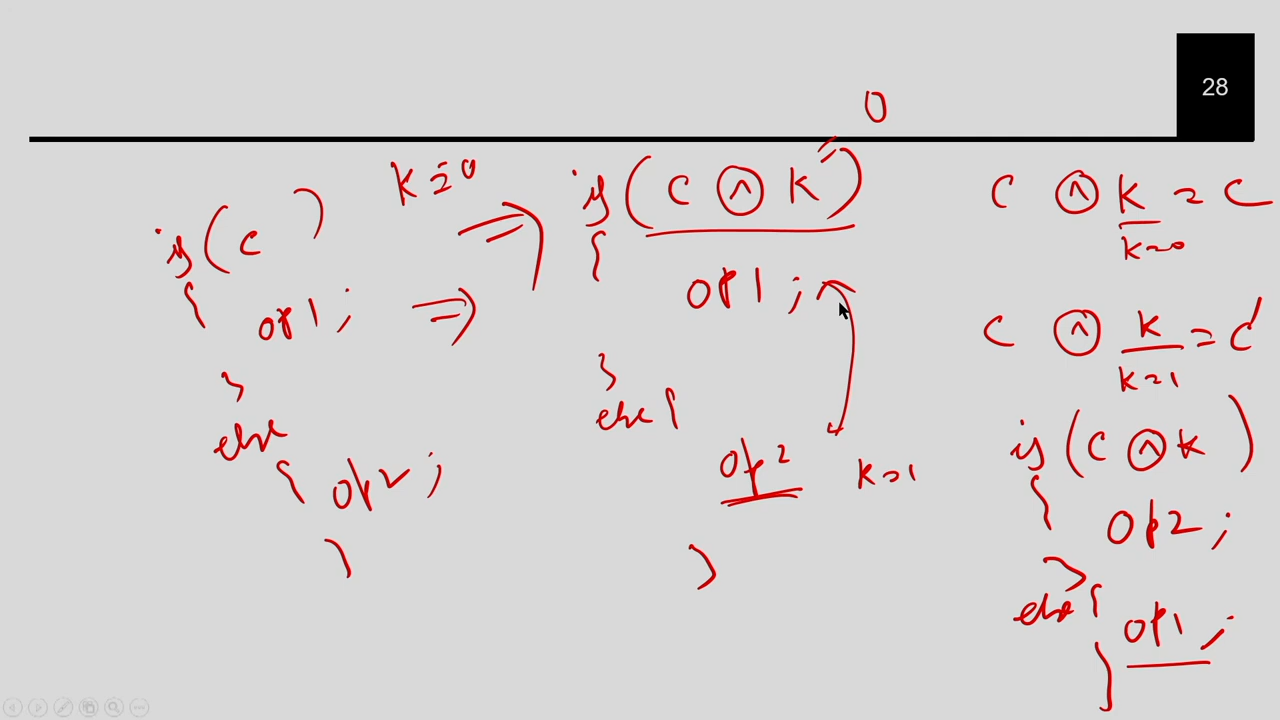 28
k = 0
if ( c )
{
op1 ;
}
else
{ op2 ;
}
⇒
⇒
0
if ( c ^ k = )
{
op1 ;
}
else {
op2
k = 1
}
c ^ k = c
k=0
c ^ k = c'
k=1
if ( c ^ k )
{
op2 ;
}
else {
op1 ;
}